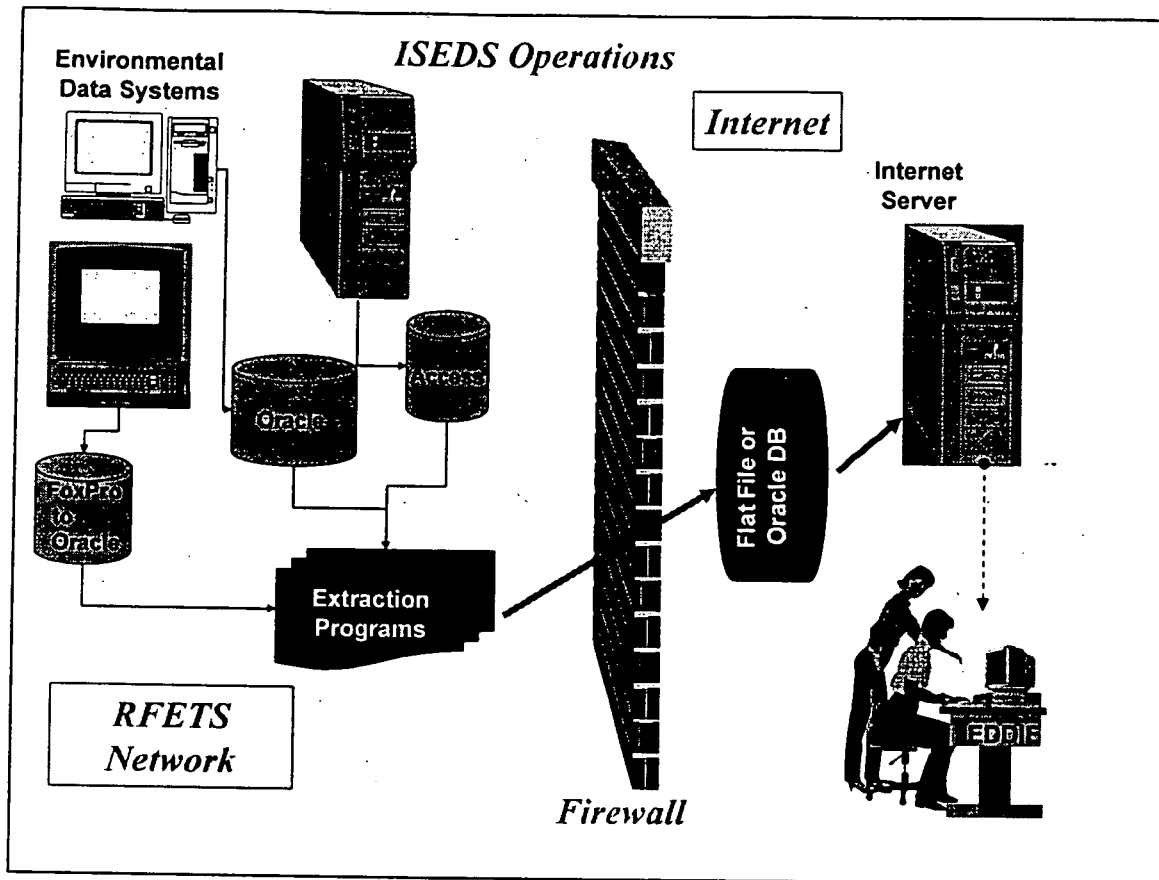 ISEDS Operations
Environmental
Data Systems
Internet
Internet
Server
Access
Oracle
FoxPro
to
Oracle
Flat File or
Oracle DB
Extraction
Programs
EDDIE
RFETS
Network
Firewall